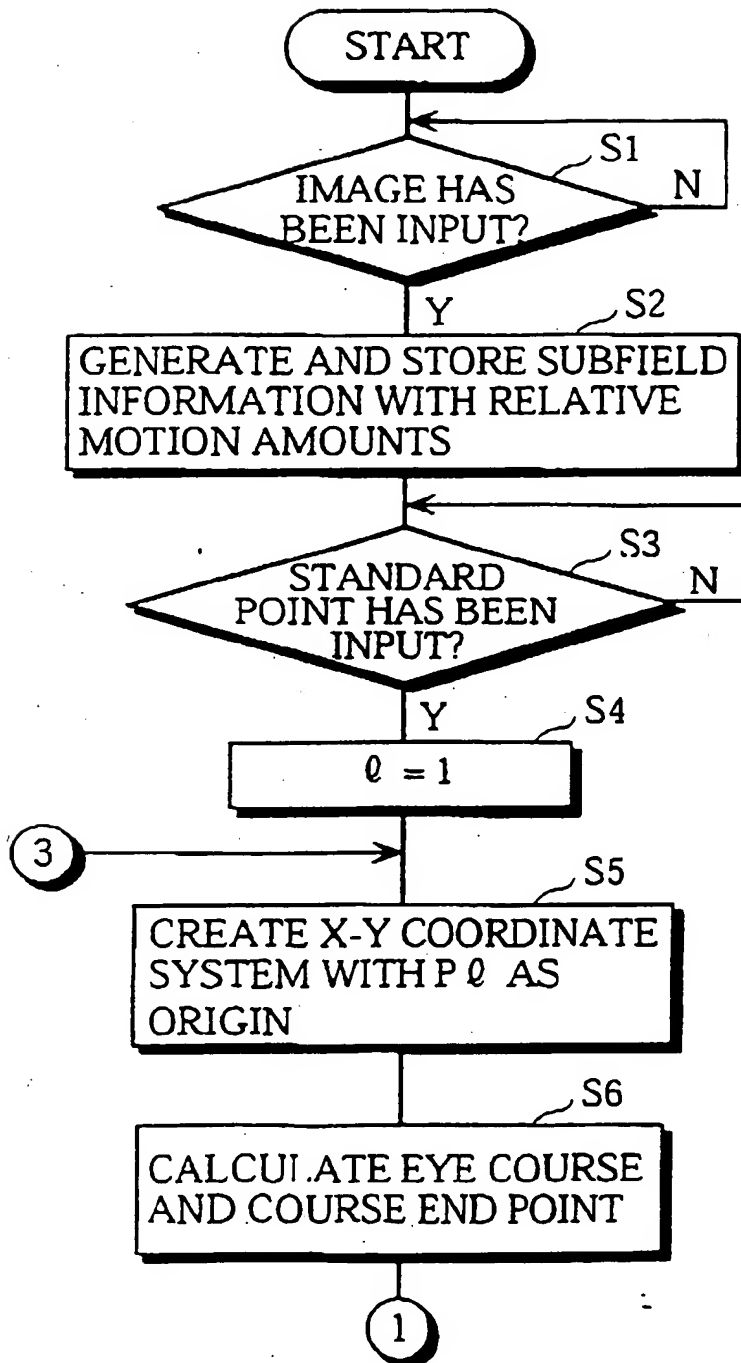 START
S1
IMAGE HAS
BEEN INPUT?
N
Y
S2
GENERATE AND STORE SUBFIELD
INFORMATION WITH RELATIVE
MOTION AMOUNTS
S3
STANDARD
POINT HAS BEEN
INPUT?
N
Y
S4
ℓ = 1
3
S5
CREATE X-Y COORDINATE
SYSTEM WITH P ℓ AS
ORIGIN
S6
CALCULATE EYE COURSE
AND COURSE END POINT
1